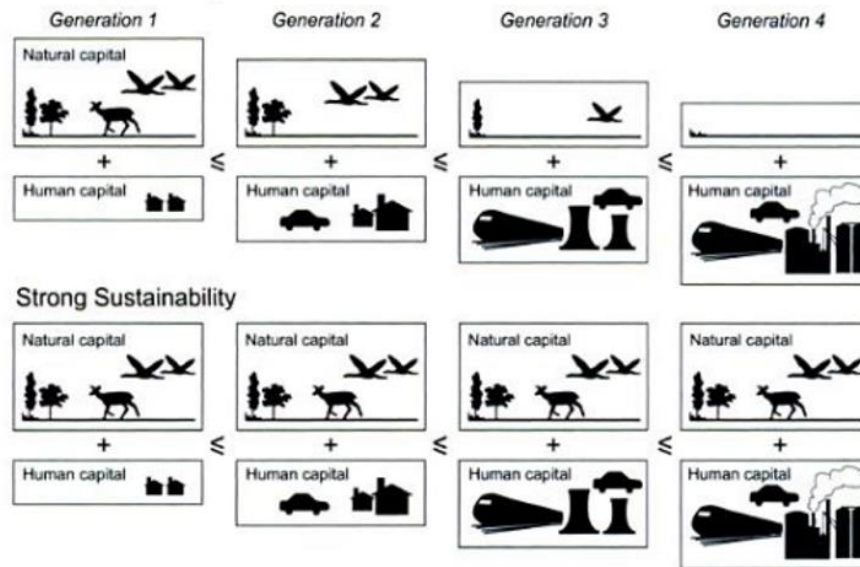 Generation 1 Generation 2 Generation 3 Generation 4
Natural capital
+ ≤ + ≤ + ≤ +
Human capital Human capital Human capital Human capital
Strong Sustainability
Natural capital Natural capital Natural capital Natural capital
+ ≤ + ≤ + ≤ +
Human capital Human capital Human capital Human capital